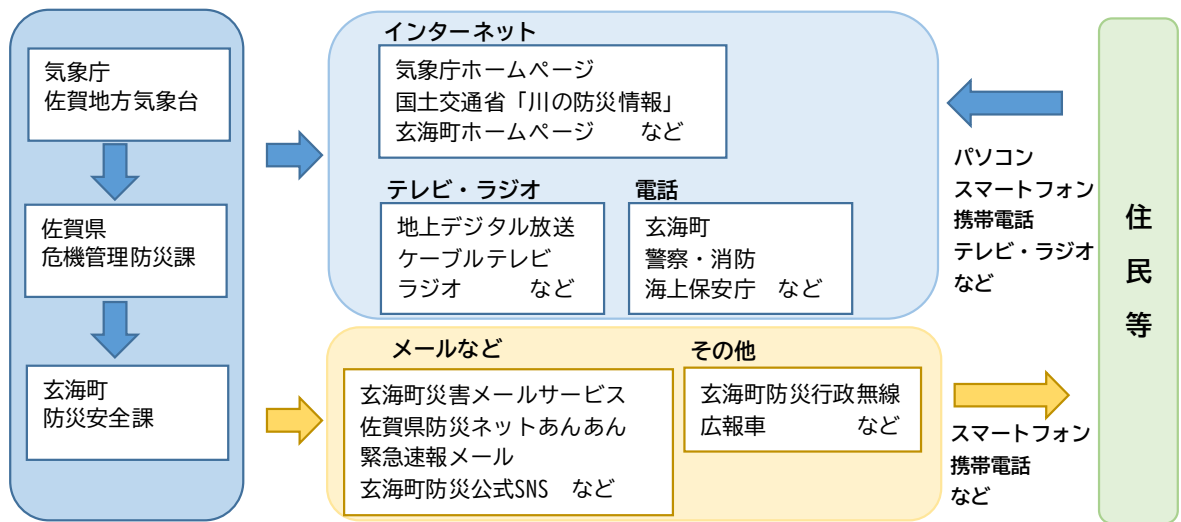 気象庁
佐賀地方気象台
佐賀県
危機管理防災課
玄海町
防災安全課
インターネット
気象庁ホームページ
国土交通省「川の防災情報」
玄海町ホームページ　など
テレビ・ラジオ
地上デジタル放送
ケーブルテレビ
ラジオ　など
電話
玄海町
警察・消防
海上保安庁　など
メールなど
玄海町災害メールサービス
佐賀県防災ネットあんあん
緊急速報メール
玄海町防災公式SNS　など
その他
玄海町防災行政無線
広報車　など
パソコン
スマートフォン
携帯電話
テレビ・ラジオ
など
スマートフォン
携帯電話
など
住民等